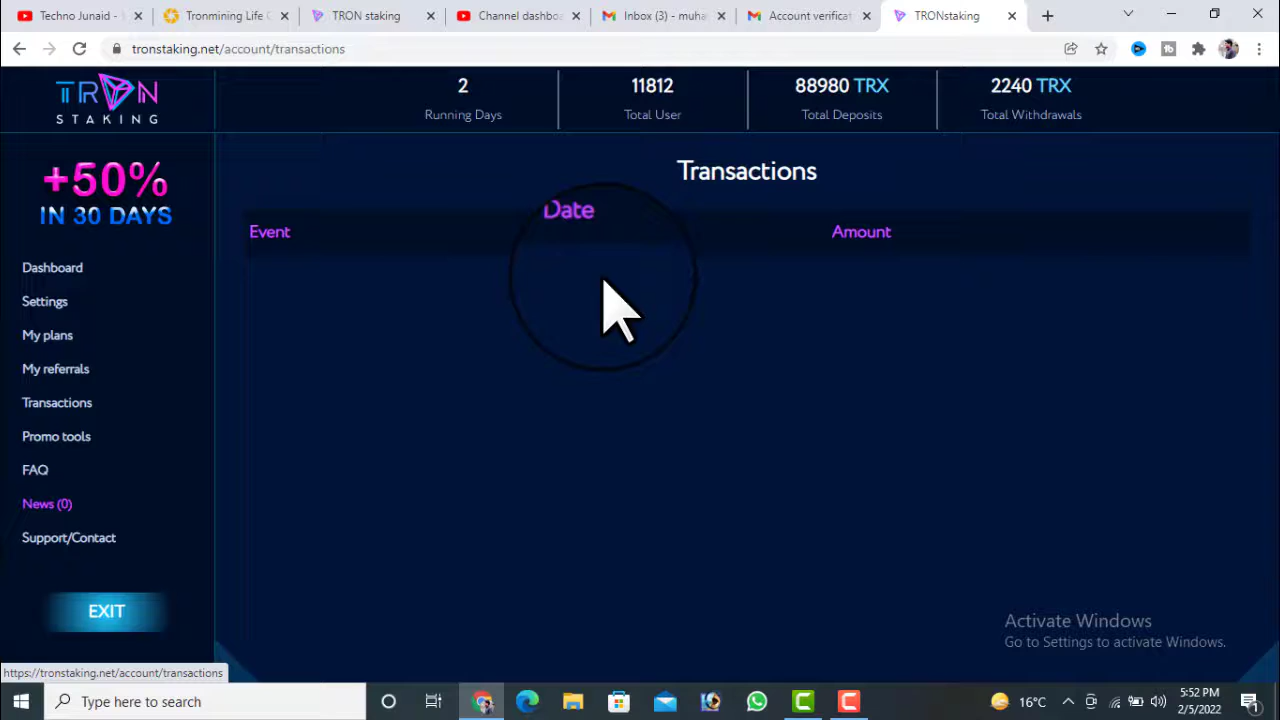 Techno Junaid - 
Tronmining Life 
TRON staking
Channel dashbo
Inbox (3) - muha
Account verificat
TRONstaking
tronstaking.net/account/transactions
TRON
STAKING
2
Running Days
11812
Total User
88980 TRX
Total Deposits
2240 TRX
Total Withdrawals
+50%
IN 30 DAYS
Dashboard
Settings
My plans
My referrals
Transactions
Promo tools
FAQ
News (0)
Support/Contact
EXIT
Transactions
Event
Date
Amount
Activate Windows
Go to Settings to activate Windows.
https://tronstaking.net/account/transactions
Type here to search
16°C
5:52 PM
2/5/2022
1